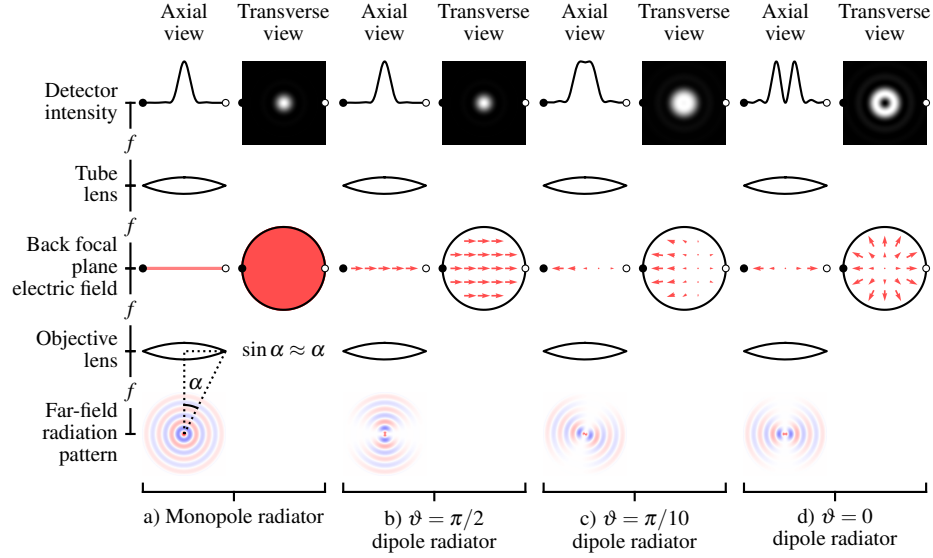 Axial view
Transverse view
Axial view
Transverse view
Axial view
Transverse view
Axial view
Transverse view
Detector
intensity
f
Tube
lens
f
Back focal
plane
electric field
f
Objective
lens
sin α ≈ α
α
f
Far-field
radiation
pattern
a) Monopole radiator
b) ϑ = π/2
dipole radiator
c) ϑ = π/10
dipole radiator
d) ϑ = 0
dipole radiator